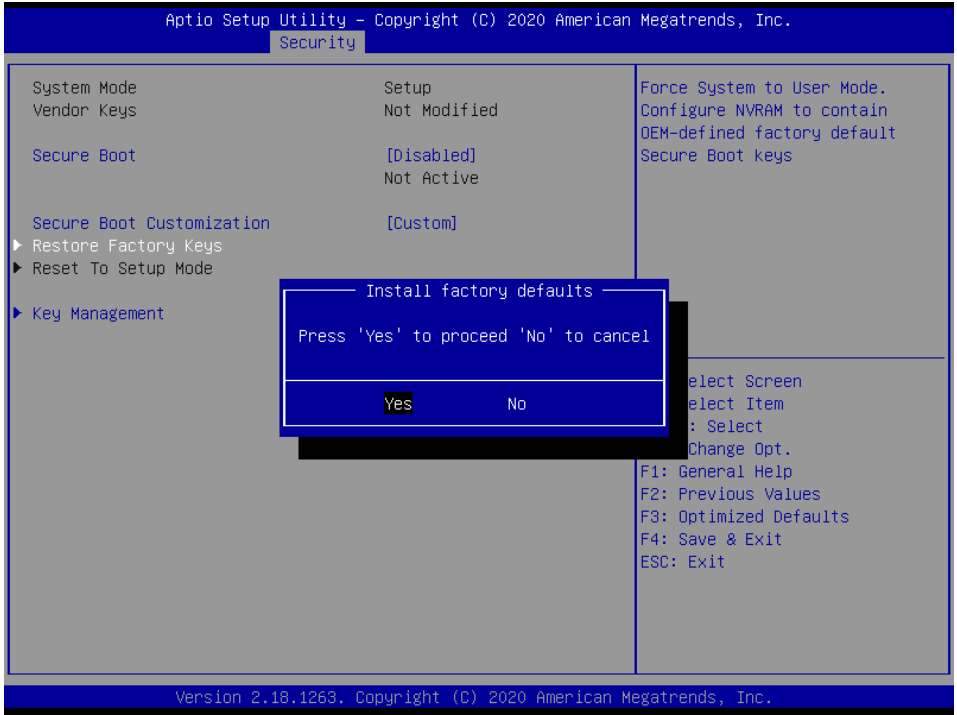 Aptio Setup Utility – Copyright (C) 2020 American Megatrends, Inc.
Security
System Mode Setup
Vendor Keys Not Modified
Secure Boot [Disabled]
Not Active
Secure Boot Customization [Custom]
Restore Factory Keys
Reset To Setup Mode
Key Management
Force System to User Mode.
Configure NVRAM to contain
OEM-defined factory default
Secure Boot keys
Install factory defaults
Press 'Yes' to proceed 'No' to cancel
Yes No
elect Screen
elect Item
: Select
Change Opt.
F1: General Help
F2: Previous Values
F3: Optimized Defaults
F4: Save & Exit
ESC: Exit
Version 2.18.1263. Copyright (C) 2020 American Megatrends, Inc.